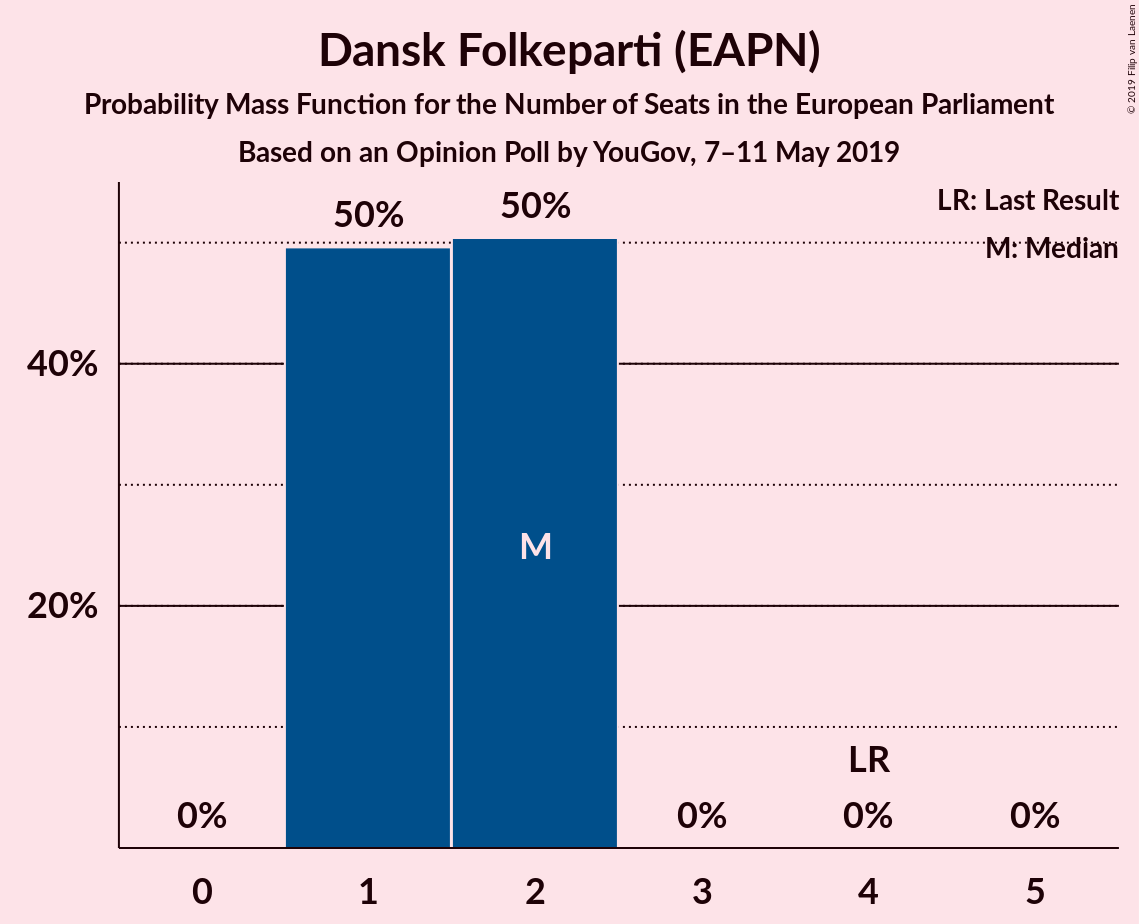 Dansk Folkeparti (EAPN)
Probability Mass Function for the Number of Seats in the European Parliament
Based on an Opinion Poll by YouGov, 7–11 May 2019
© 2019 Filip van Laenen
LR: Last Result
M: Median
50%
50%
40%
20%
M
LR
0%
0%
0%
0%
0
1
2
3
4
5